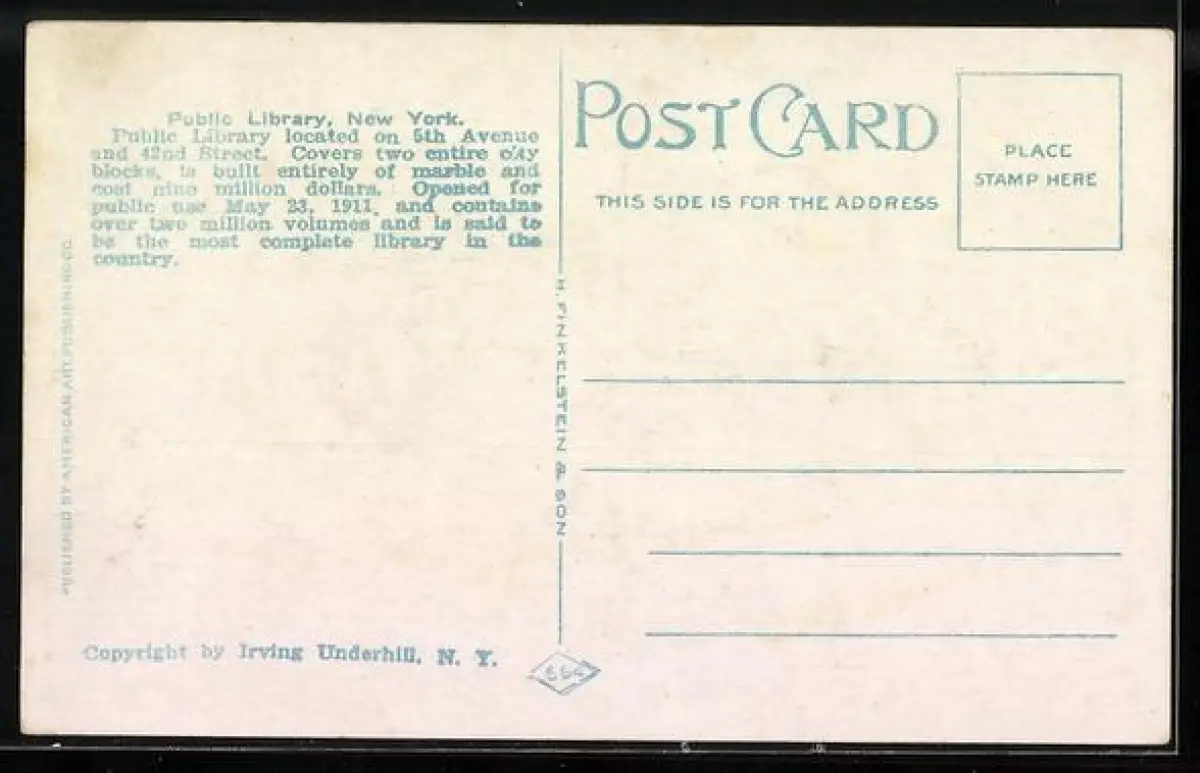 Public Library, New York.
Public Library located on 5th Avenue
and 42nd Street. Covers two entire city
blocks, is built entirely of marble and
cost nine million dollars. Opened for
public use May 23, 1911, and contains
over two million volumes and is said to
be the most complete library in the
country.
PUBLISHED BY AMERICAN ART PUBLISHING CO.
Copyright by Irving Underhill, N. Y.
H. FINKELSTEIN & SON
864
POST CARD
THIS SIDE IS FOR THE ADDRESS
PLACE
STAMP HERE